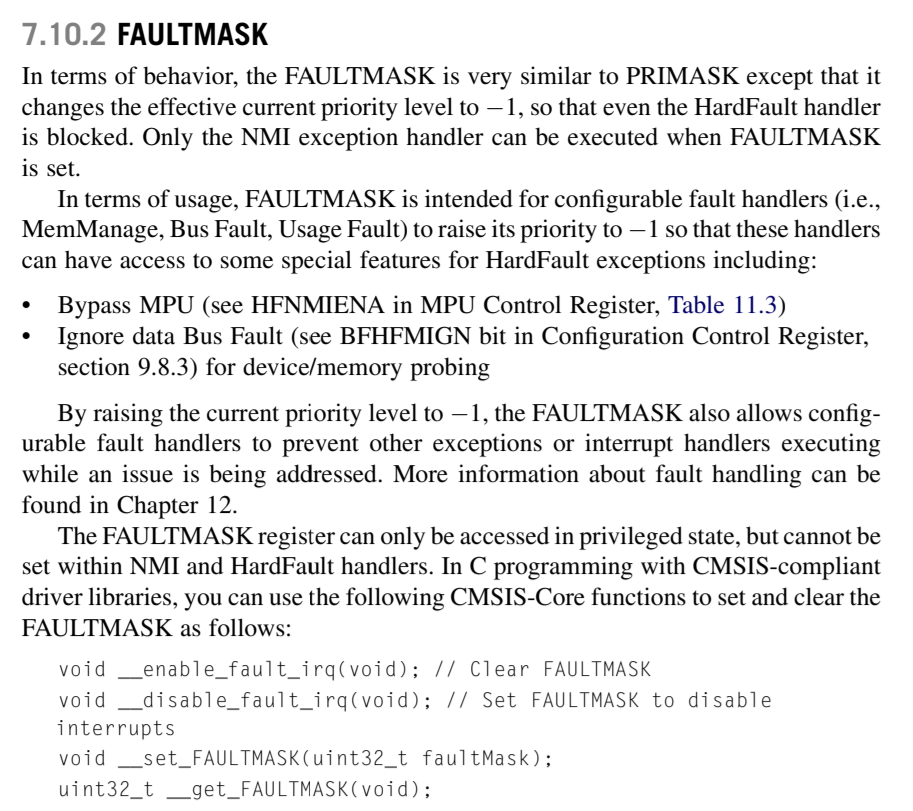 7.10.2 FAULTMASK
In terms of behavior, the FAULTMASK is very similar to PRIMASK except that it
changes the effective current priority level to −1, so that even the HardFault handler
is blocked. Only the NMI exception handler can be executed when FAULTMASK
is set.
In terms of usage, FAULTMASK is intended for configurable fault handlers (i.e.,
MemManage, Bus Fault, Usage Fault) to raise its priority to −1 so that these handlers
can have access to some special features for HardFault exceptions including:
• Bypass MPU (see HFNMIENA in MPU Control Register, Table 11.3)
• Ignore data Bus Fault (see BFHFMIGN bit in Configuration Control Register,
section 9.8.3) for device/memory probing
By raising the current priority level to −1, the FAULTMASK also allows config-
urable fault handlers to prevent other exceptions or interrupt handlers executing
while an issue is being addressed. More information about fault handling can be
found in Chapter 12.
The FAULTMASK register can only be accessed in privileged state, but cannot be
set within NMI and HardFault handlers. In C programming with CMSIS-compliant
driver libraries, you can use the following CMSIS-Core functions to set and clear the
FAULTMASK as follows:
void __enable_fault_irq(void); // Clear FAULTMASK
void __disable_fault_irq(void); // Set FAULTMASK to disable
interrupts
void __set_FAULTMASK(uint32_t faultMask);
uint32_t __get_FAULTMASK(void);